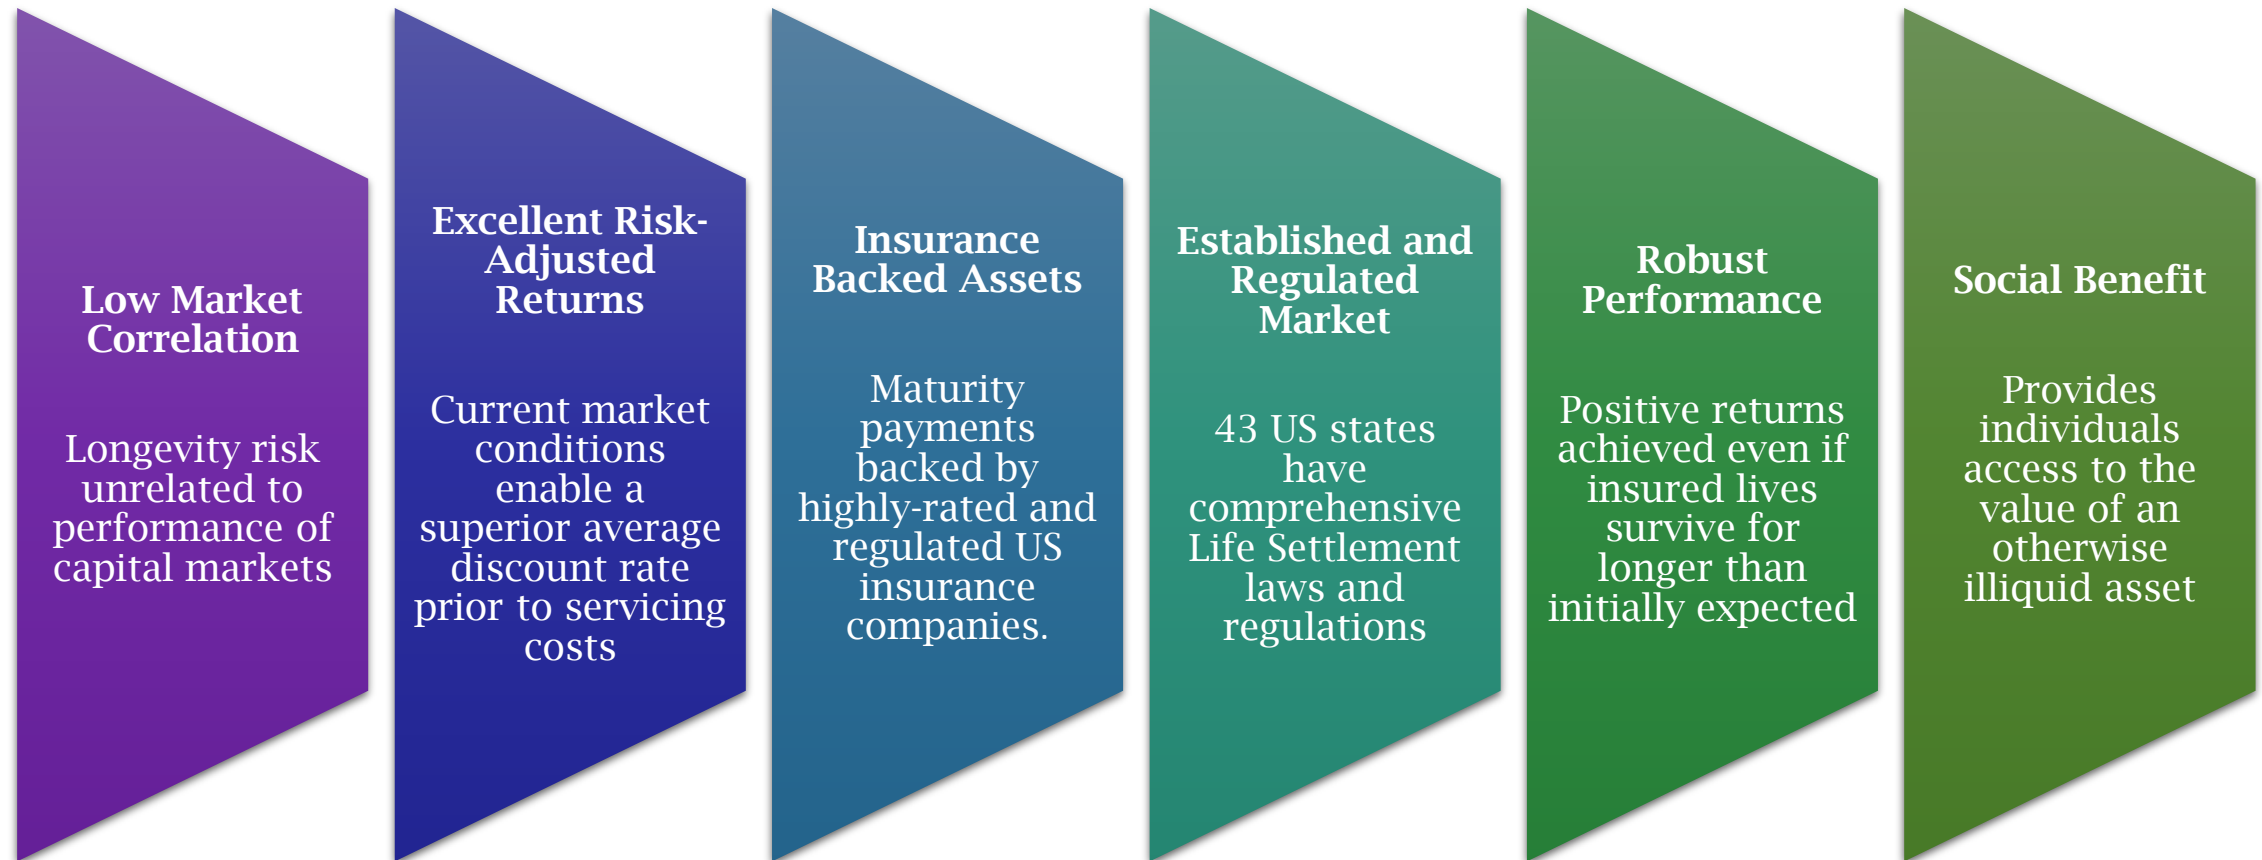 Low Market
Correlation
Longevity risk
unrelated to
performance of
capital markets
Excellent Risk-
Adjusted
Returns
Current market
conditions
enable a
superior average
discount rate
prior to servicing
costs
Insurance
Backed Assets
Maturity
payments
backed by
highly-rated and
regulated US
insurance
companies.
Established and
Regulated
Market
43 US states
have
comprehensive
Life Settlement
laws and
regulations
Robust
Performance
Positive returns
achieved even if
insured lives
survive for
longer than
initially expected
Social Benefit
Provides
individuals
access to the
value of an
otherwise
illiquid asset